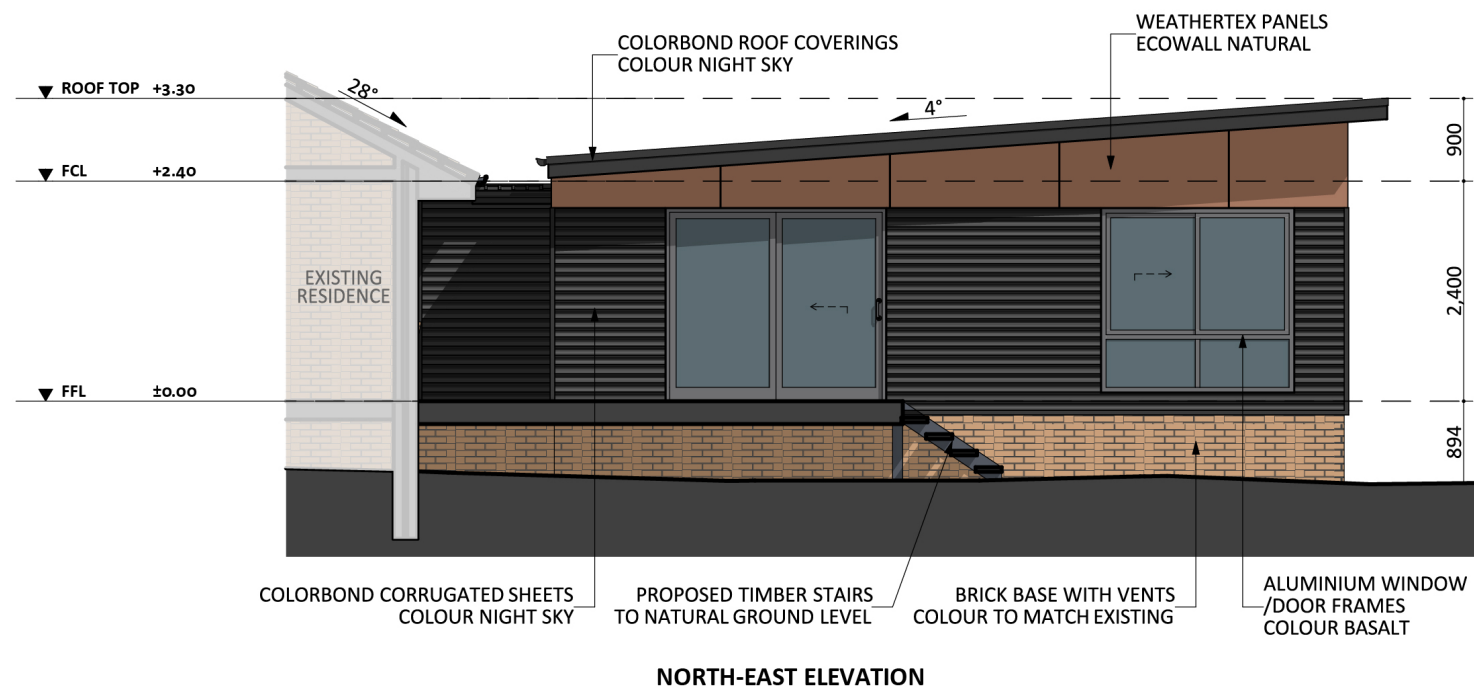 WEATHERTEX PANELS
ECOWALL NATURAL
COLORBOND ROOF COVERINGS
COLOUR NIGHT SKY
ROOF TOP +3.30
28°
4°
900
FCL +2.40
EXISTING
RESIDENCE
2,400
FFL ±0.00
894
COLORBOND CORRUGATED SHEETS
COLOUR NIGHT SKY
PROPOSED TIMBER STAIRS
TO NATURAL GROUND LEVEL
BRICK BASE WITH VENTS
COLOUR TO MATCH EXISTING
ALUMINIUM WINDOW
/DOOR FRAMES
COLOUR BASALT
NORTH-EAST ELEVATION